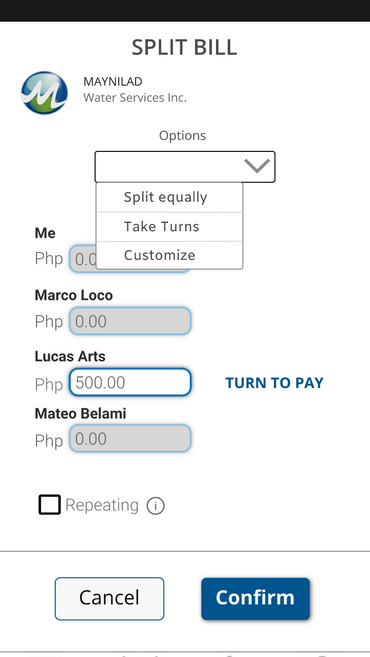 SPLIT BILL
MAYNILAD
Water Services Inc.
Options
Split equally
Take Turns
Customize
Me
Php 0.0
Marco Loco
Php 0.00
Lucas Arts
Php 500.00 TURN TO PAY
Mateo Belami
Php 0.00
Repeating
Cancel Confirm